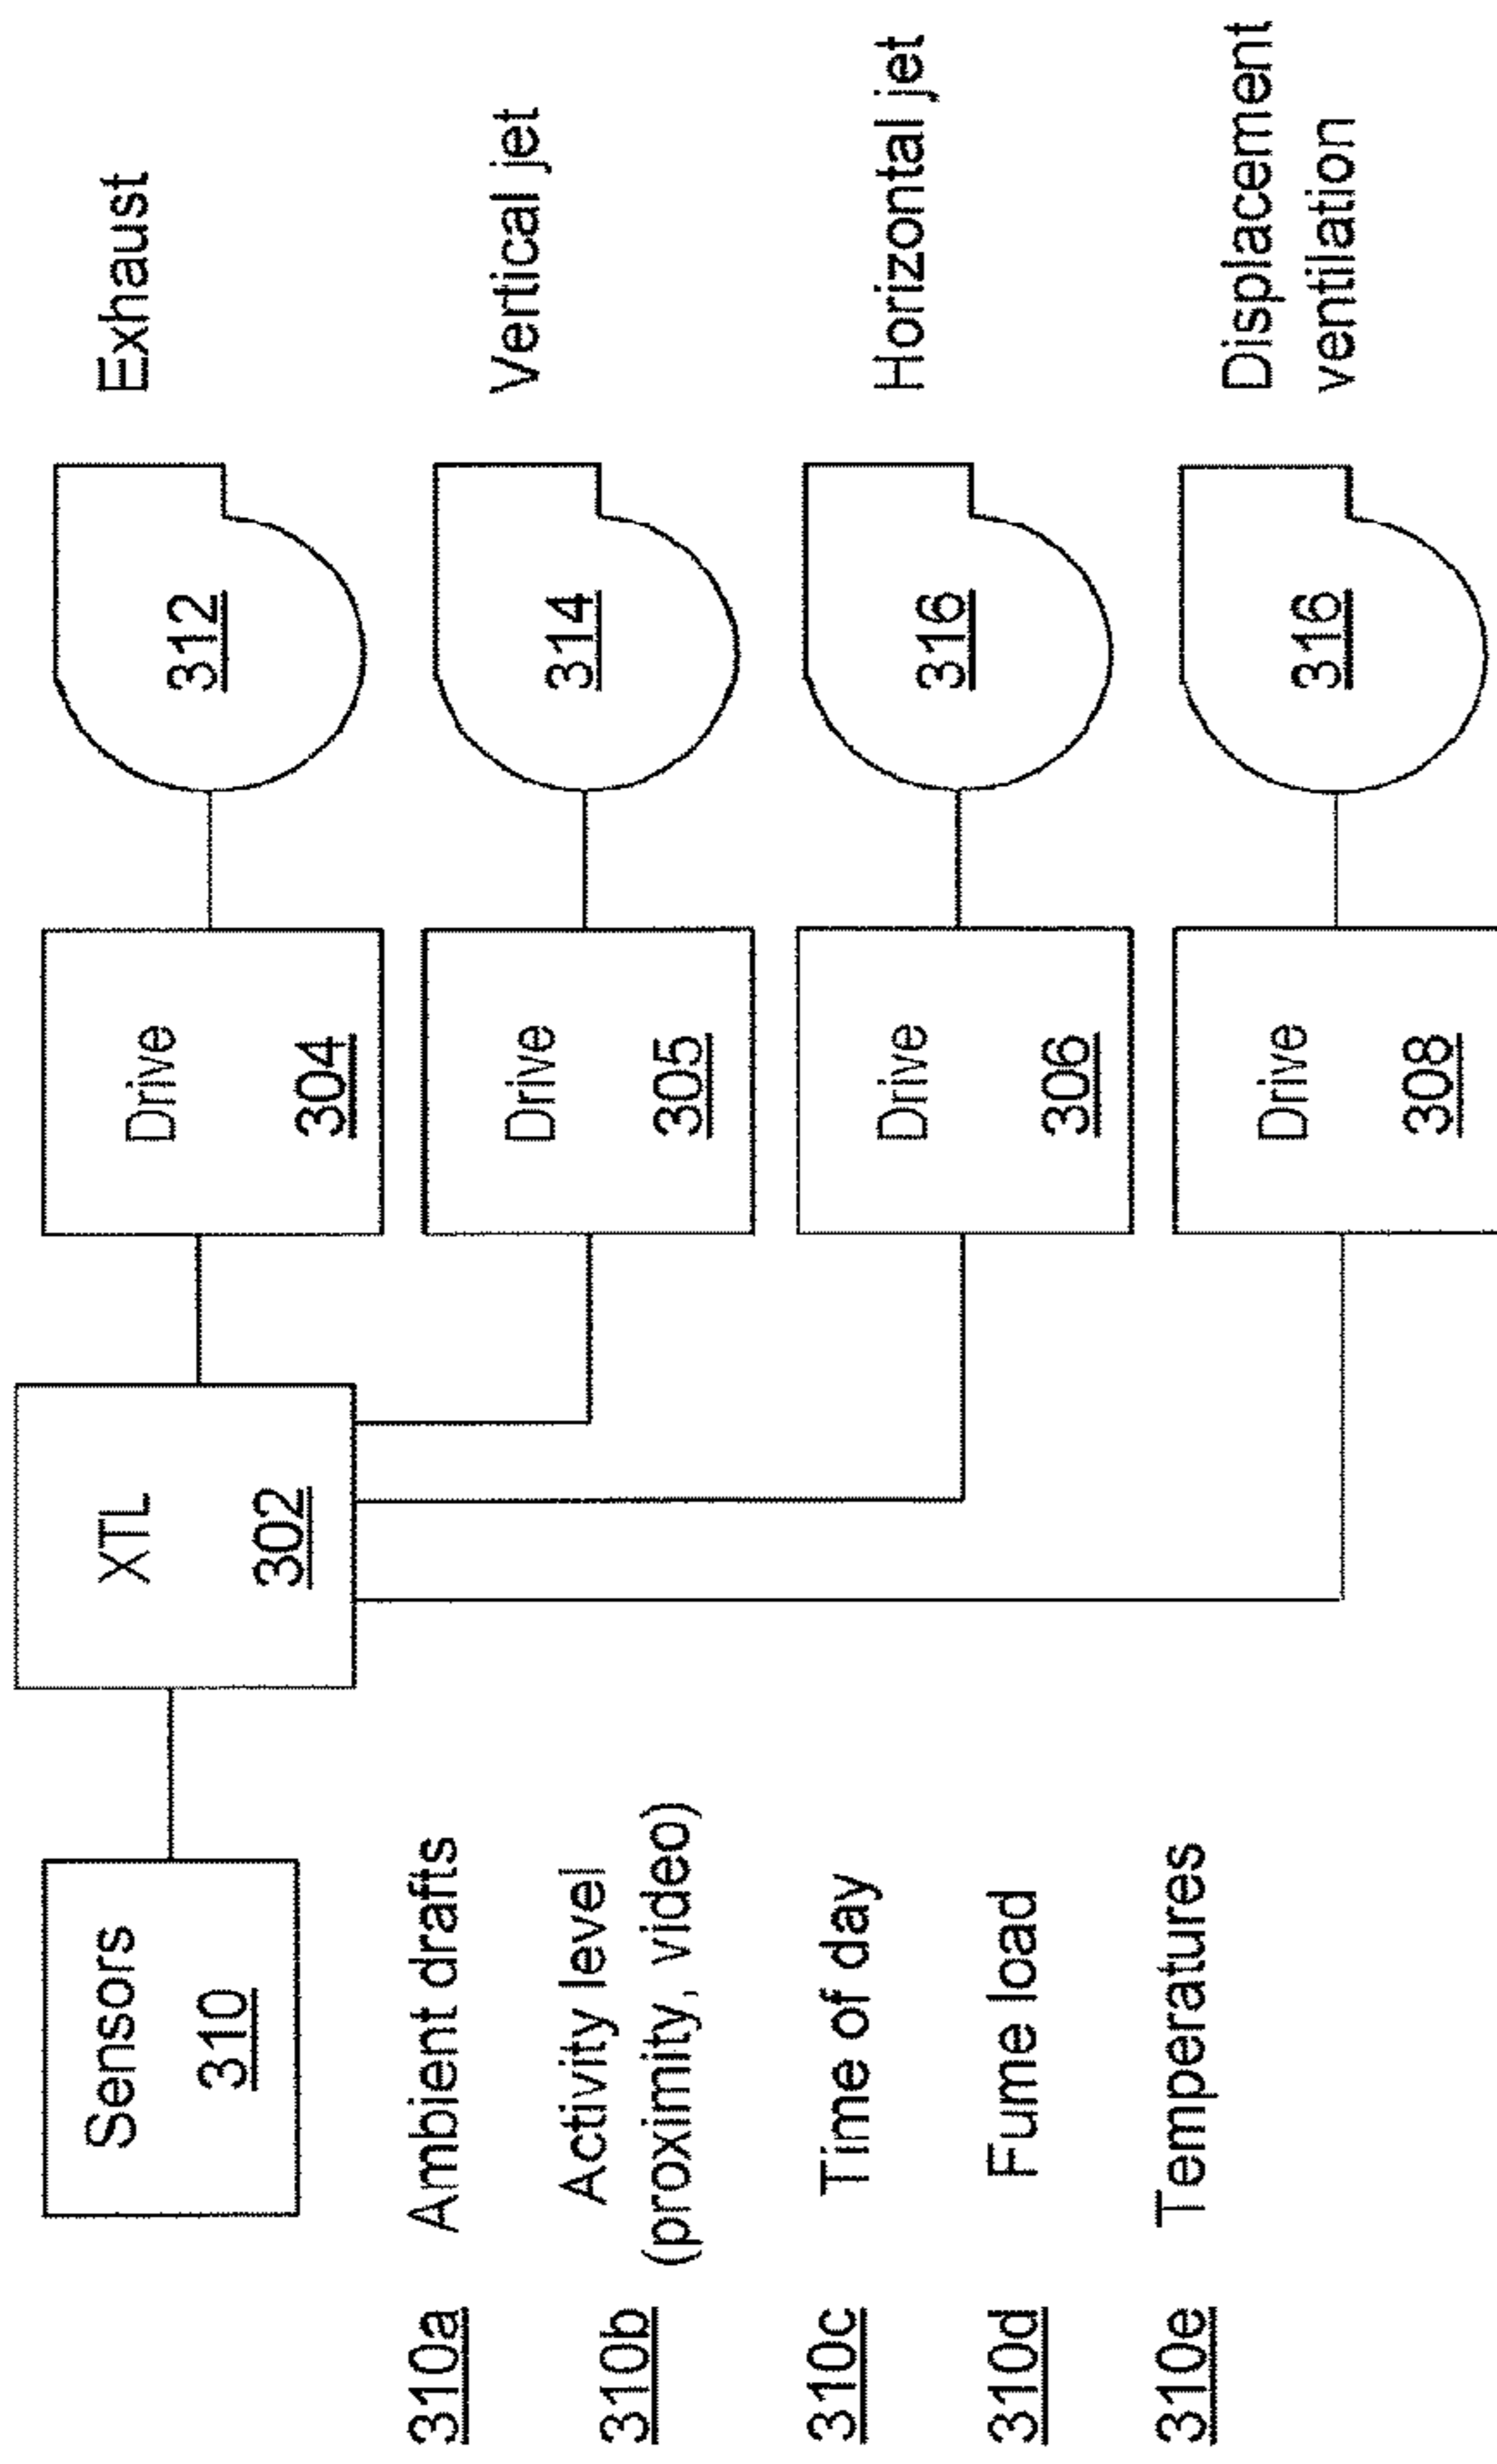 Sensors
310
310a Ambient drafts
310b Activity level
(proximity, video)
310c Time of day
310d Fume load
310e Temperatures
XTL
302
Drive
304
312
Exhaust
Drive
305
314
Vertical jet
Drive
306
316
Horizontal jet
Drive
308
316
Displacement
ventilation